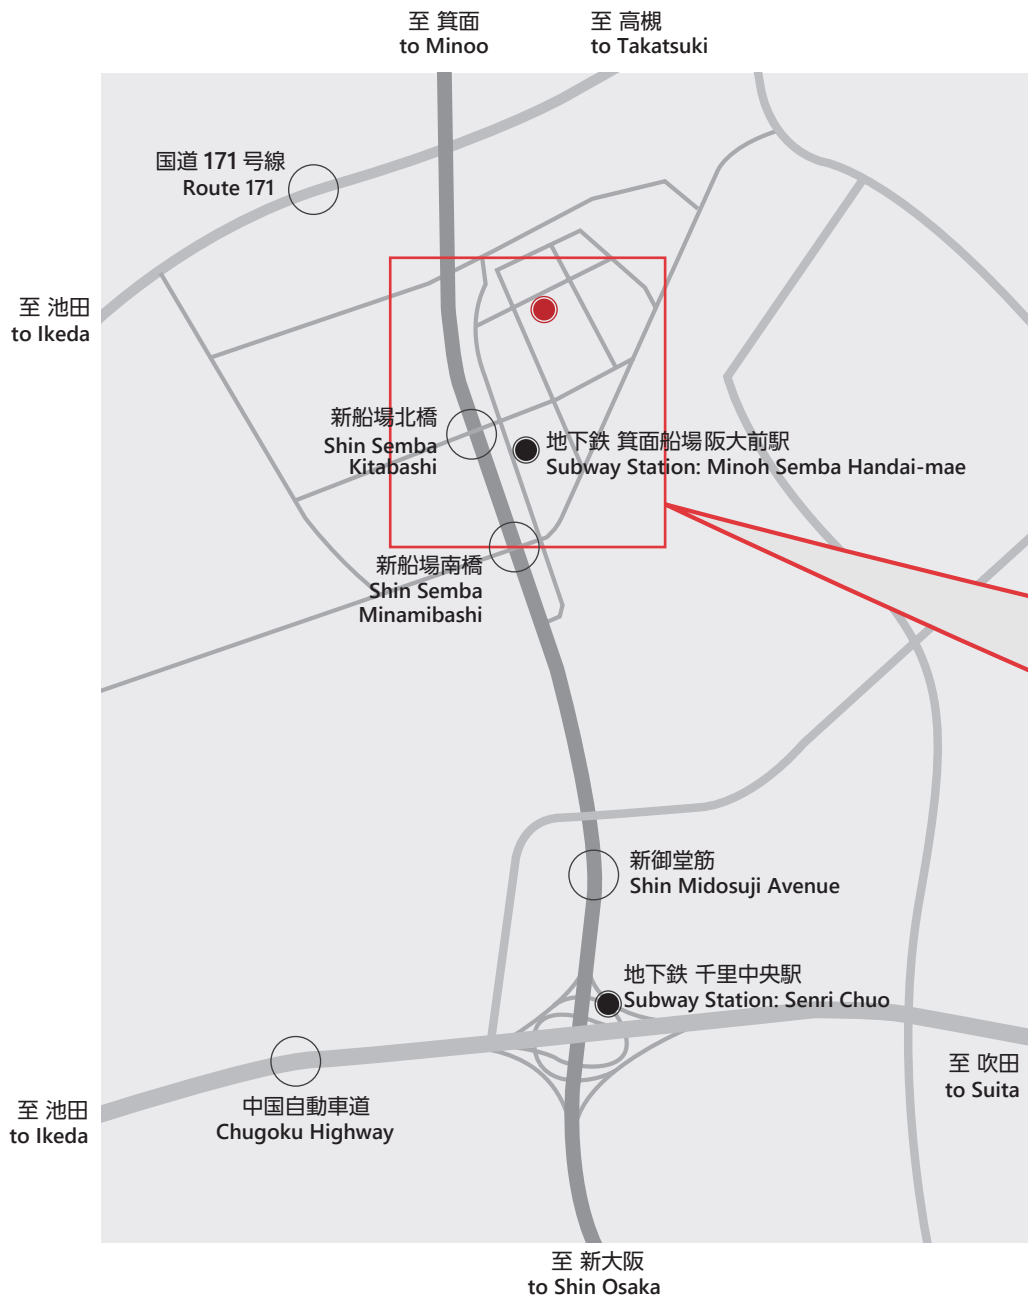 至 箕面
to Minoo
至 高槻
to Takatsuki
国道 171 号線
Route 171
至 池田
to Ikeda
新船場北橋
Shin Semba
Kitabashi
地下鉄 箕面船場阪大前駅
Subway Station: Minoh Semba Handai-mae
新船場南橋
Shin Semba
Minamibashi
新御堂筋
Shin Midosuji Avenue
地下鉄 千里中央駅
Subway Station: Senri Chuo
至 吹田
to Suita
中国自動車道
Chugoku Highway
至 池田
to Ikeda
至 新大阪
to Shin Osaka